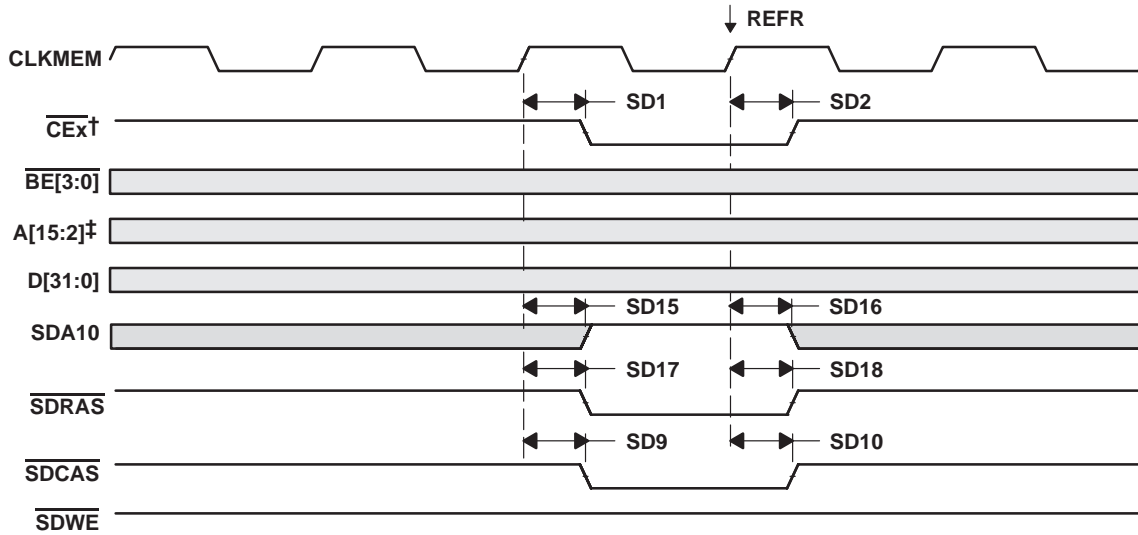 REFR
CLKMEM
SD1 SD2
CEx†
BE[3:0]
A[15:2]‡
D[31:0]
SD15 SD16
SDA10
SD17 SD18
SDRAS
SD9 SD10
SDCAS
SDWE